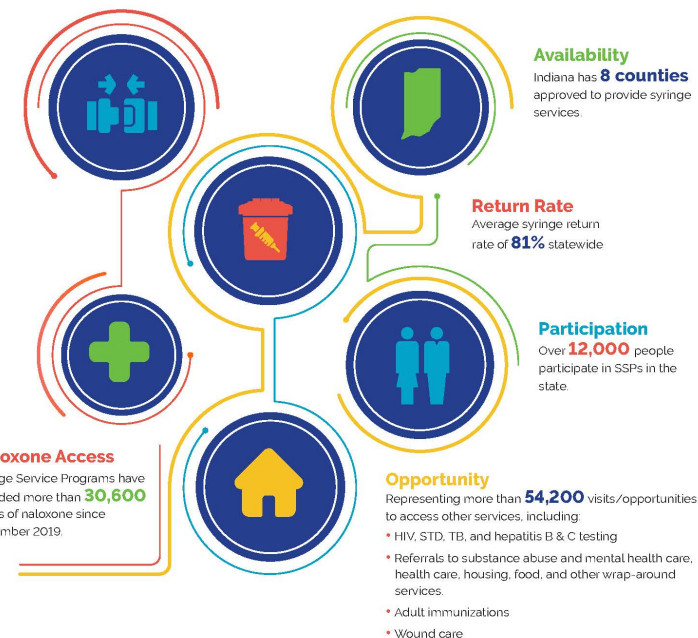 Availability
Indiana has 8 counties
approved to provide syringe
services.
Return Rate
Average syringe return
rate of 81% statewide
Participation
Over 12,000 people
participate in SSPs in the
state.
oxone Access
ge Service Programs have
ded more than 30,600
s of naloxone since
mber 2019.
Opportunity
Representing more than 54,200 visits/opportunities
to access other services, including:
• HIV, STD, TB, and hepatitis B & C testing
• Referrals to substance abuse and mental health care,
health care, housing, food, and other wrap-around
services.
• Adult immunizations
• Wound care